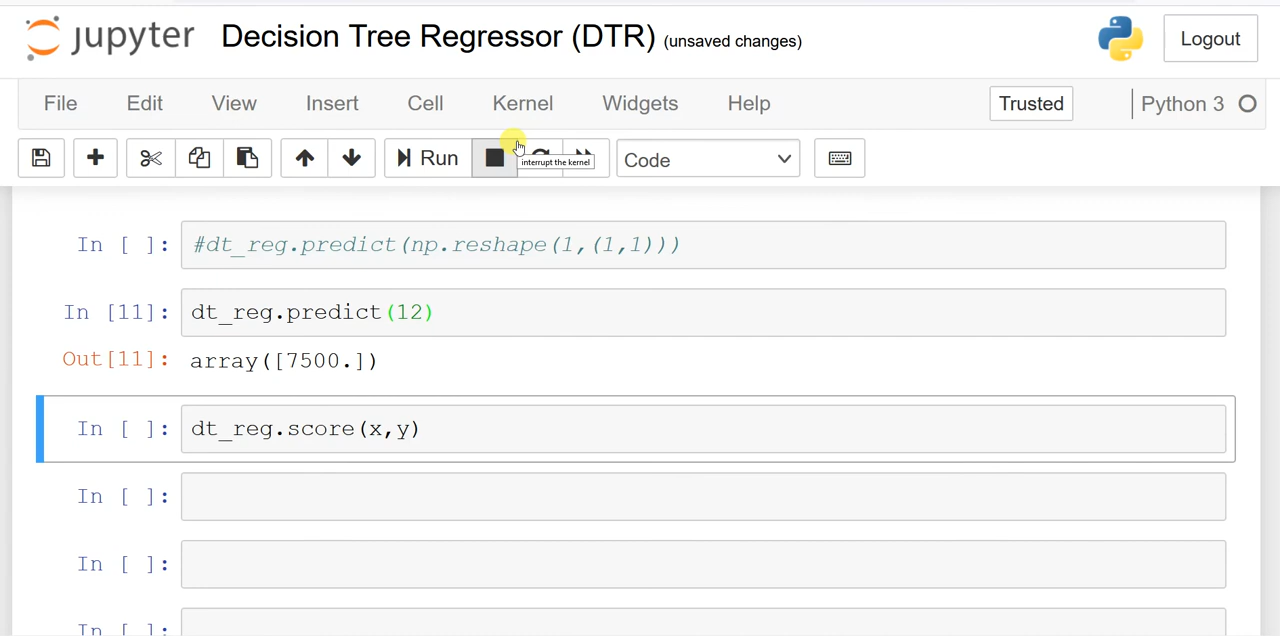 jupyter Decision Tree Regressor (DTR) (unsaved changes) Logout
File Edit View Insert Cell Kernel Widgets Help Trusted Python 3
Run interrupt the kernel Code
In [ ]: #dt_reg.predict(np.reshape(1,(1,1)))
In [11]: dt_reg.predict(12)
Out[11]: array([7500.])
In [ ]: dt_reg.score(x,y)
In [ ]:
In [ ]:
In [ ]: